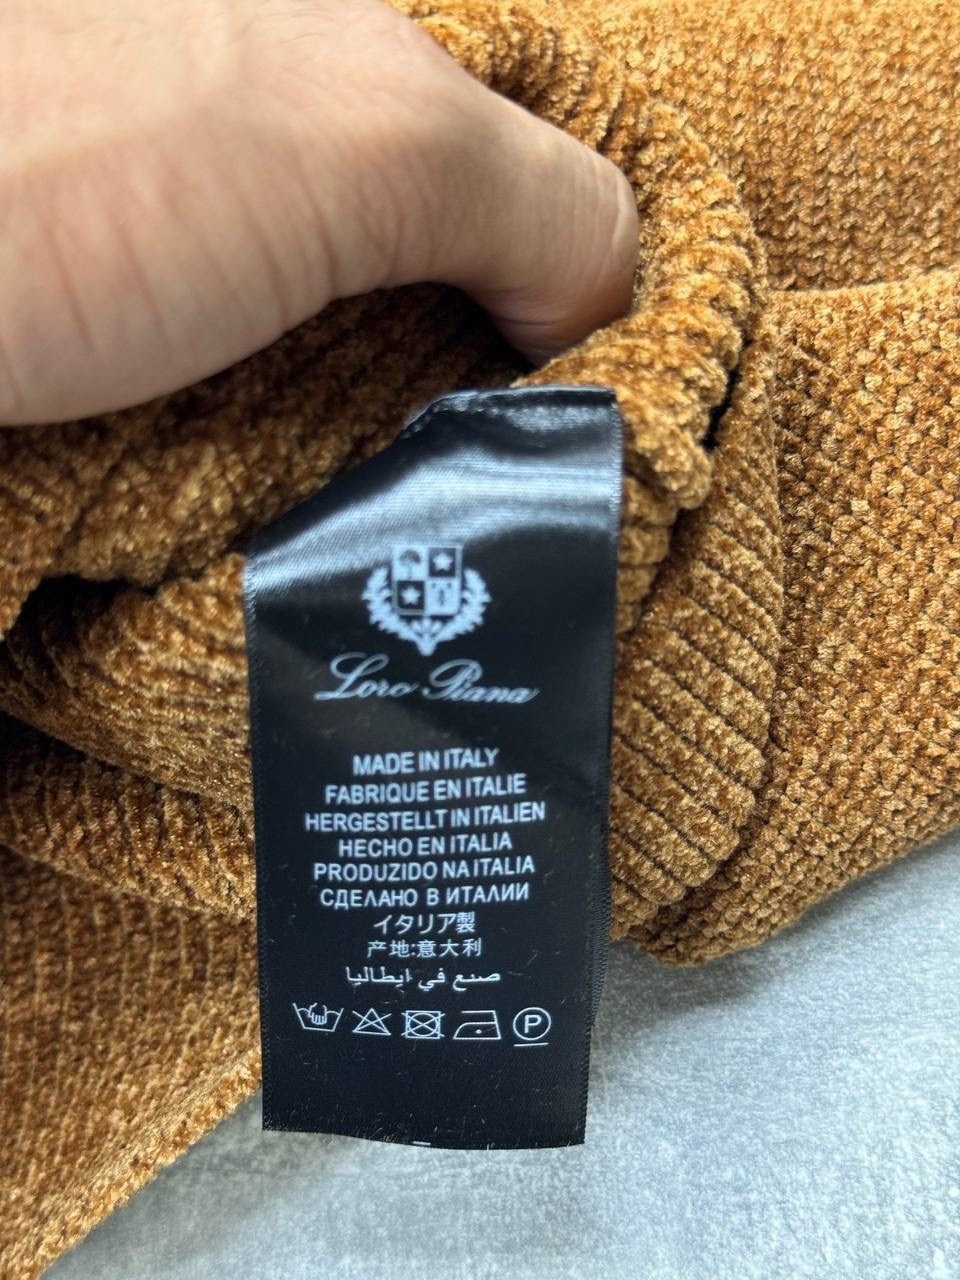 Loro Piana
MADE IN ITALY
FABRIQUE EN ITALIE
HERGESTELLT IN ITALIEN
HECHO EN ITALIA
PRODUZIDO NA ITALIA
СДЕЛАНО В ИТАЛИИ
イタリア製
产地:意大利
صنع في ايطاليا
P